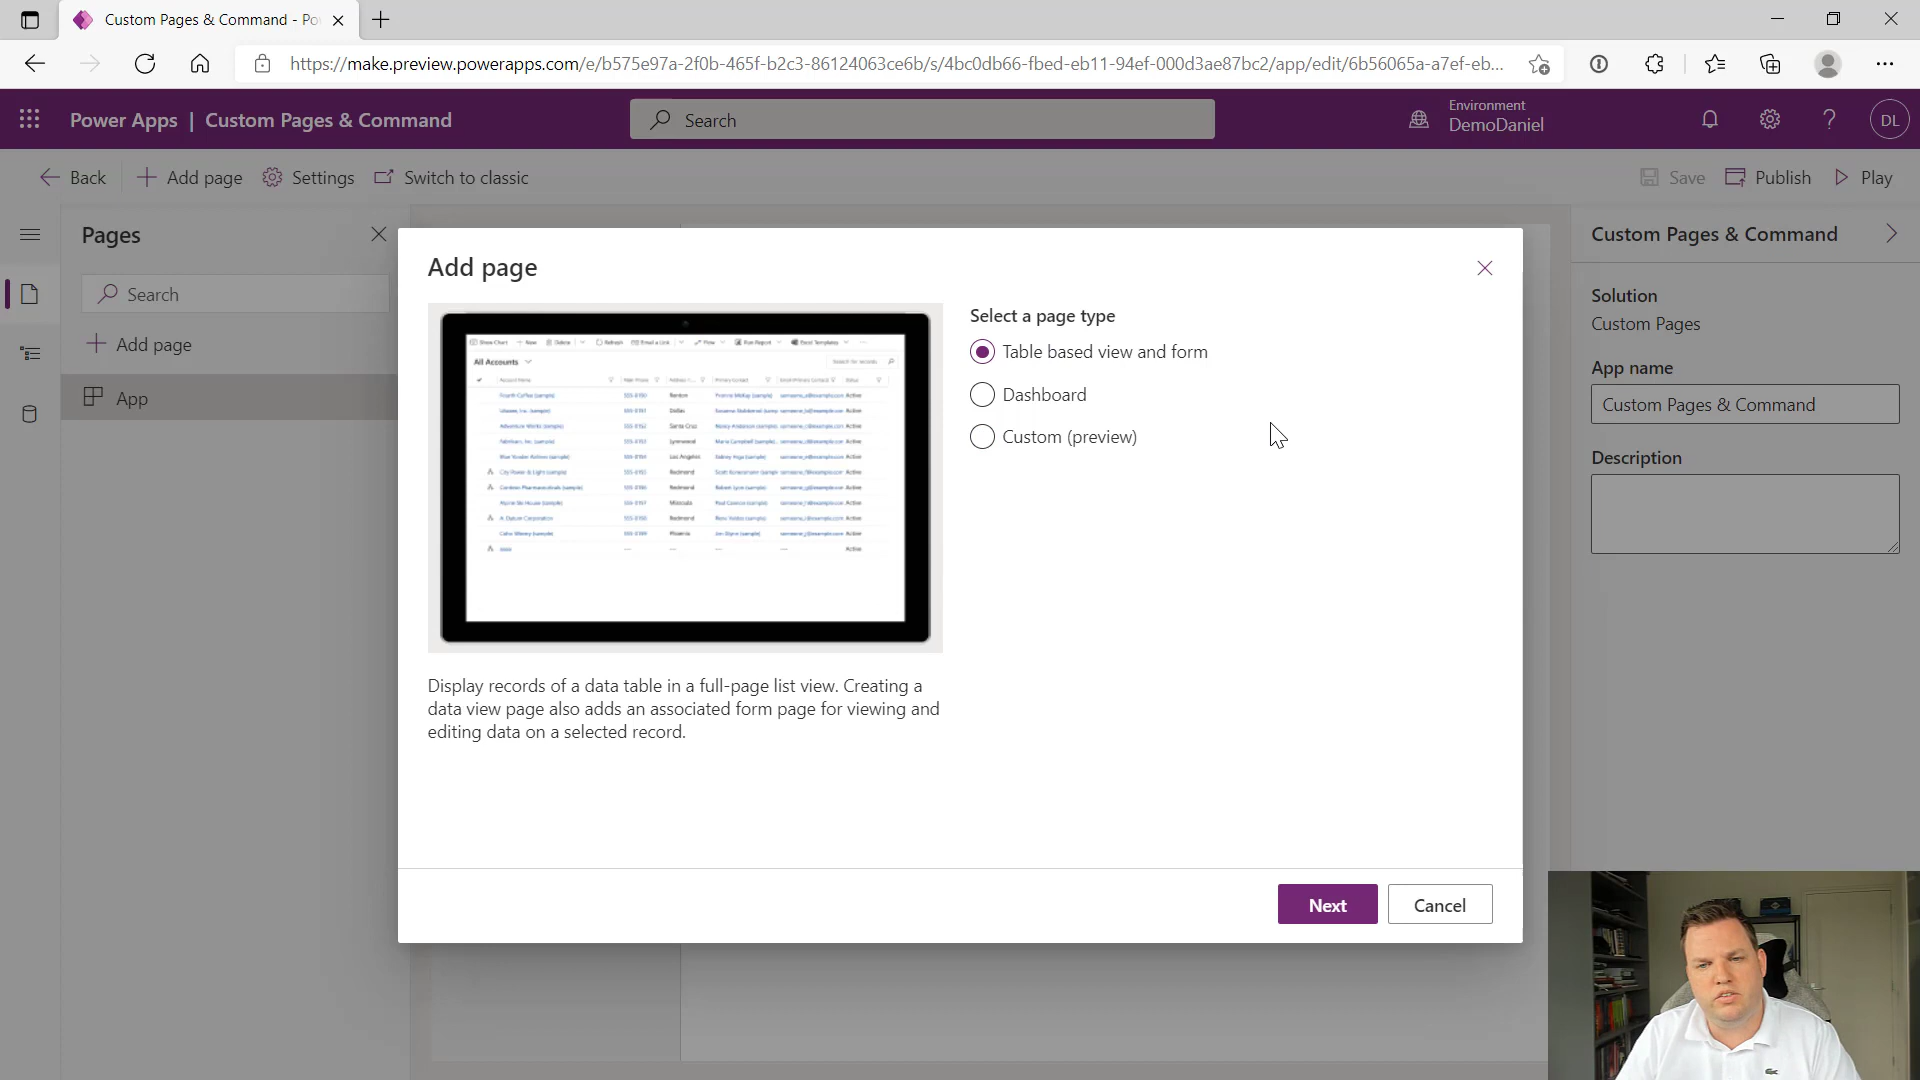 Custom Pages & Command - Po
https://make.preview.powerapps.com/e/b575e97a-2f0b-465f-b2c3-86124063ce6b/s/4bc0db66-fbed-eb11-94ef-000d3ae87bc2/app/edit/6b56065a-a7ef-eb...
Power Apps | Custom Pages & Command
Search
Environment
DemoDaniel
DL
Back
Add page
Settings
Switch to classic
Save
Publish
Play
Pages
Search
Add page
App
Add page
All Accounts
Select a page type
Table based view and form
Dashboard
Custom (preview)
Display records of a data table in a full-page list view. Creating a
data view page also adds an associated form page for viewing and
editing data on a selected record.
Next
Cancel
Custom Pages & Command
Solution
Custom Pages
App name
Custom Pages & Command
Description